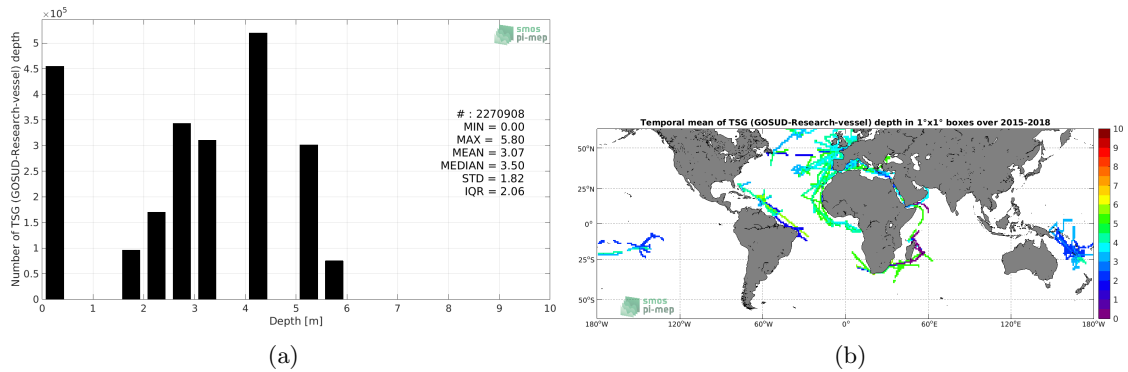 ×10⁵
smos
pi-mep
Number of TSG (GOSUD-Research-vessel) depth
5
4.5
4
3.5
3
2.5
2
1.5
1
0.5
0
# : 2270908
MIN = 0.00
MAX = 5.80
MEAN = 3.07
MEDIAN = 3.50
STD = 1.82
IQR = 2.06
0 1 2 3 4 5 6 7 8 9 10
Depth [m]
(a)
Temporal mean of TSG (GOSUD-Research-vessel) depth in 1°x1° boxes over 2015-2018
50°N
25°N
0°
25°S
50°S
180°W 120°W 60°W 0° 60°E 120°E 180°W
smos
pi-mep
10
9
8
7
6
5
4
3
2
1
0
(b)